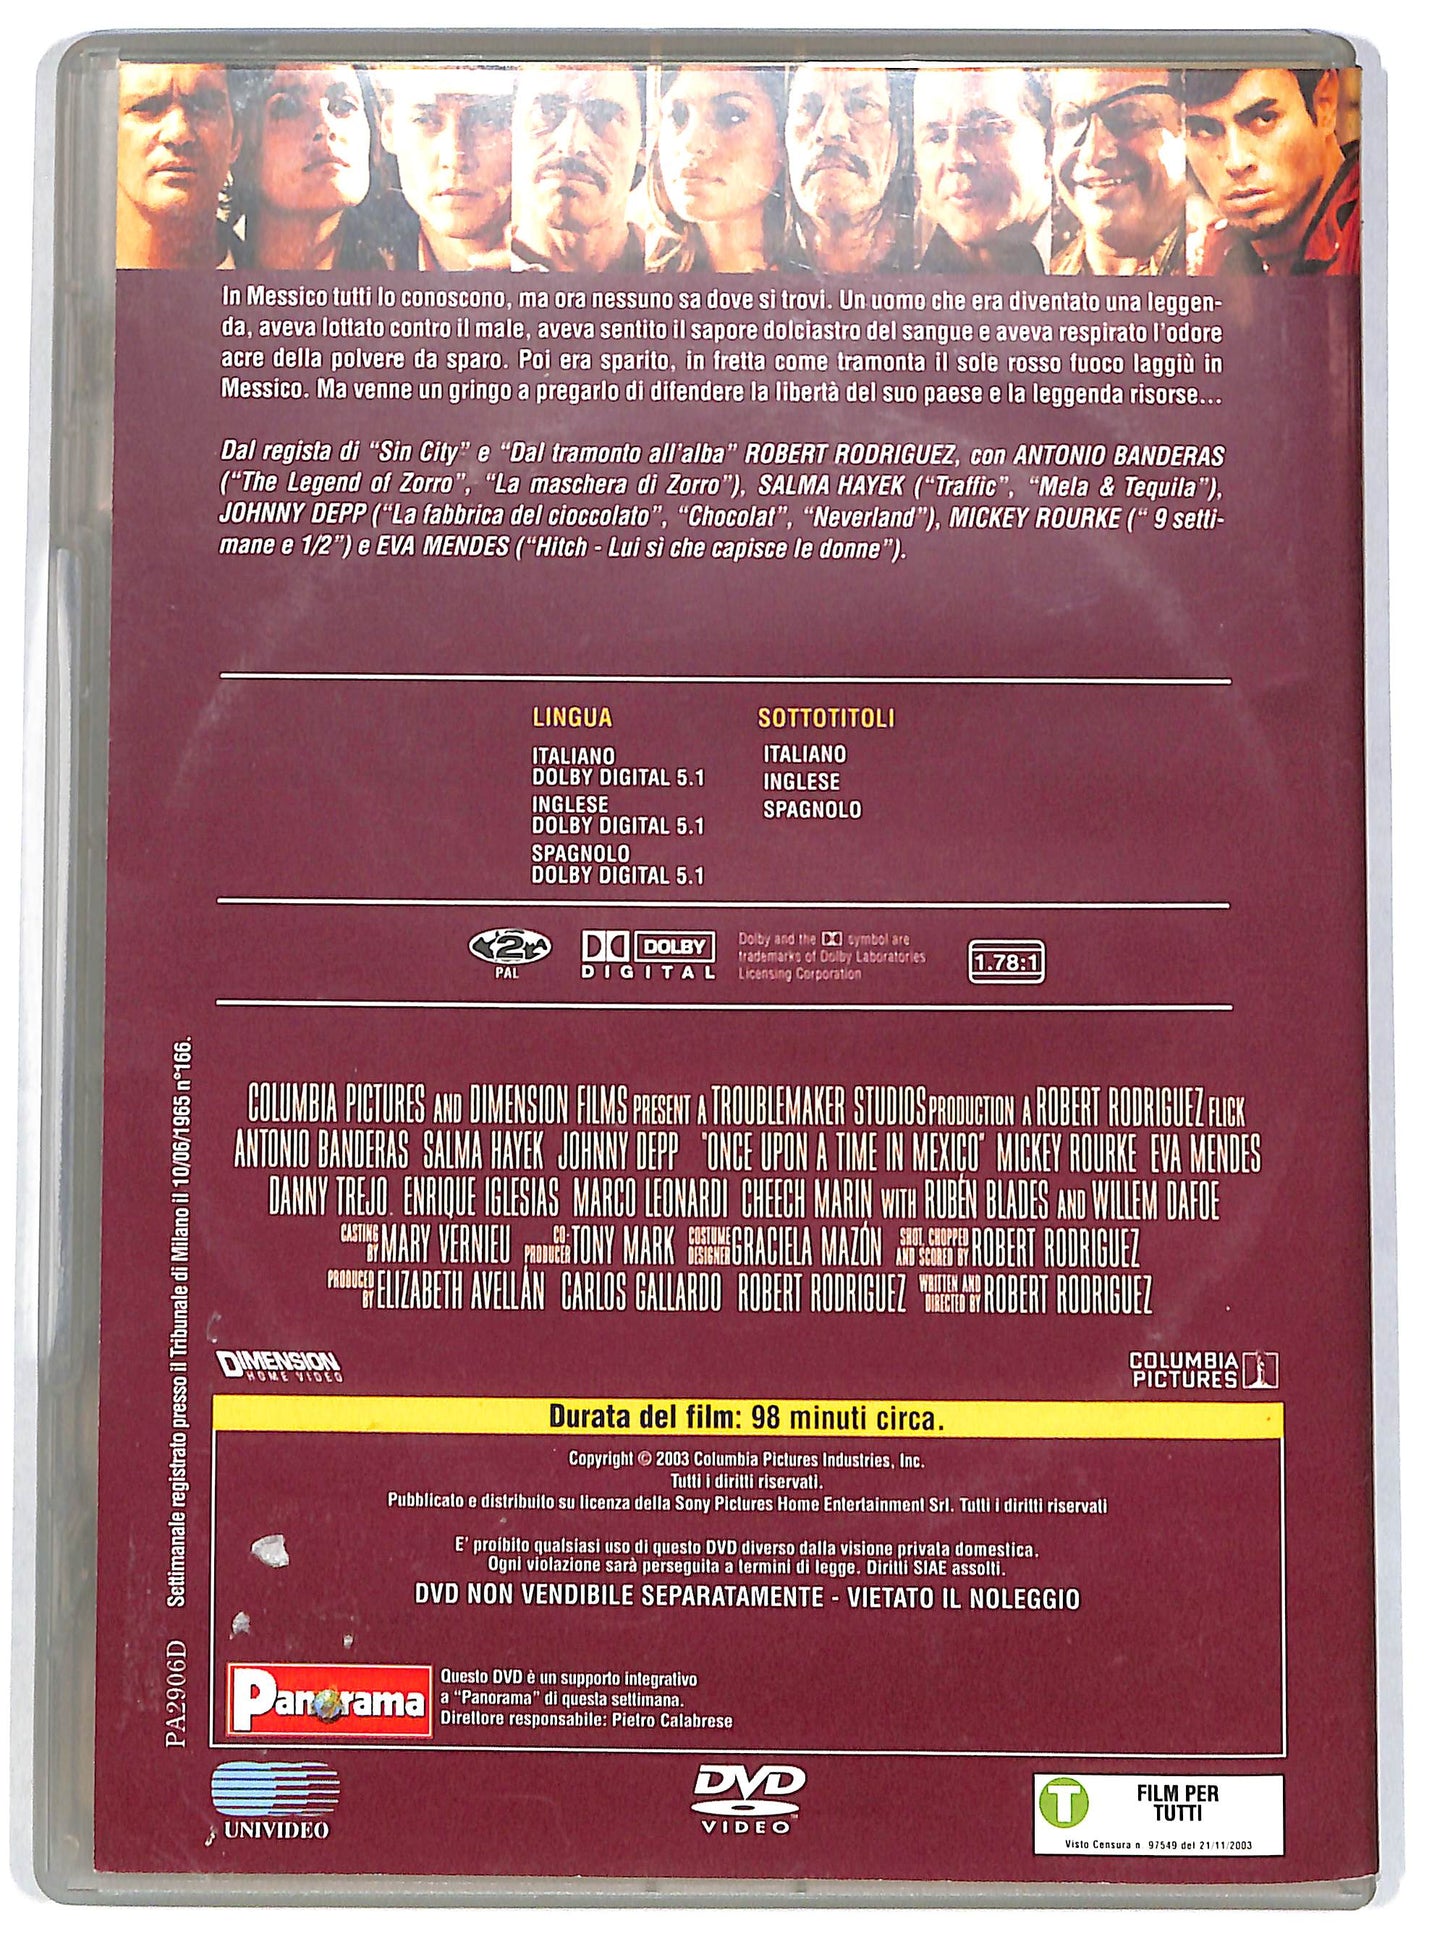 In Messico tutti lo conoscono, ma ora nessuno sa dove si trovi. Un uomo che era diventato una leggen-
da, aveva lottato contro il male, aveva sentito il sapore dolciastro del sangue e aveva respirato l'odore
acre della polvere da sparo. Poi era sparito, in fretta come tramonta il sole rosso fuoco laggiù in
Messico. Ma venne un gringo a pregarlo di difendere la libertà del suo paese e la leggenda risorse...
Dal regista di "Sin City" e "Dal tramonto all'alba" ROBERT RODRIGUEZ, con ANTONIO BANDERAS
("The Legend of Zorro", "La maschera di Zorro"), SALMA HAYEK ("Traffic", "Mela & Tequila"),
JOHNNY DEPP ("La fabbrica del cioccolato", "Chocolat", "Neverland"), MICKEY ROURKE (" 9 setti-
mane e 1/2") e EVA MENDES ("Hitch - Lui sì che capisce le donne").
LINGUA
ITALIANO
DOLBY DIGITAL 5.1
INGLESE
DOLBY DIGITAL 5.1
SPAGNOLO
DOLBY DIGITAL 5.1
SOTTOTITOLI
ITALIANO
INGLESE
SPAGNOLO
2
PAL
DOLBY
DIGITAL
Dolby and the symbol are
trademarks of Dolby Laboratories
Licensing Corporation
1.78:1
COLUMBIA PICTURES AND DIMENSION FILMS PRESENT A TROUBLEMAKER STUDIOS PRODUCTION A ROBERT RODRIGUEZ FLICK
ANTONIO BANDERAS SALMA HAYEK JOHNNY DEPP "ONCE UPON A TIME IN MEXICO" MICKEY ROURKE EVA MENDES
DANNY TREJO ENRIQUE IGLESIAS MARCO LEONARDI CHEECH MARIN WITH RUBÉN BLADES AND WILLEM DAFOE
CASTING BY MARY VERNIEU CO-PRODUCER TONY MARK COSTUME DESIGNER GRACIELA MAZÓN SHOT, CHOPPED AND SCORED BY ROBERT RODRIGUEZ
PRODUCED BY ELIZABETH AVELLÁN CARLOS GALLARDO ROBERT RODRIGUEZ WRITTEN AND DIRECTED BY ROBERT RODRIGUEZ
DIMENSION
HOME VIDEO
COLUMBIA
PICTURES
Durata del film: 98 minuti circa.
Copyright © 2003 Columbia Pictures Industries, Inc.
Tutti i diritti riservati.
Pubblicato e distribuito su licenza della Sony Pictures Home Entertainment Srl. Tutti i diritti riservati
E' proibito qualsiasi uso di questo DVD diverso dalla visione privata domestica.
Ogni violazione sarà perseguita a termini di legge. Diritti SIAE assolti.
DVD NON VENDIBILE SEPARATAMENTE - VIETATO IL NOLEGGIO
Panorama
Questo DVD è un supporto integrativo
a "Panorama" di questa settimana.
Direttore responsabile: Pietro Calabrese
PA2906D
Settimanale registrato presso il Tribunale di Milano il 10/06/1965 n°166.
UNIVIDEO
DVD
VIDEO
T
FILM PER
TUTTI
Visto Censura n. 97549 del 21/11/2003